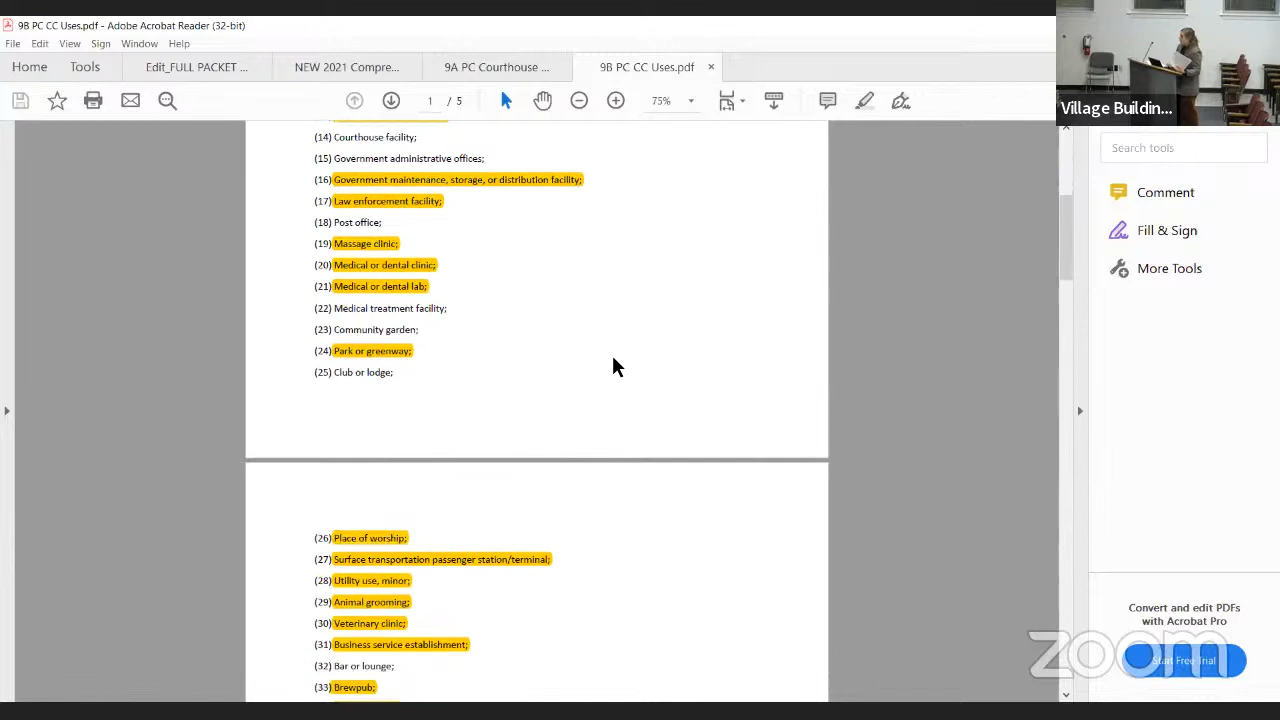 9B PC CC Uses.pdf - Adobe Acrobat Reader (32-bit)
File Edit View Sign Window Help
Home Tools Edit_FULL PACKET ... NEW 2021 Compre... 9A PC Courthouse ... 9B PC CC Uses.pdf ×
1 / 5 75%
Village Buildin...
(14) Courthouse facility;
(15) Government administrative offices;
(16) Government maintenance, storage, or distribution facility;
(17) Law enforcement facility;
(18) Post office;
(19) Massage clinic;
(20) Medical or dental clinic;
(21) Medical or dental lab;
(22) Medical treatment facility;
(23) Community garden;
(24) Park or greenway;
(25) Club or lodge;
(26) Place of worship;
(27) Surface transportation passenger station/terminal;
(28) Utility use, minor;
(29) Animal grooming;
(30) Veterinary clinic;
(31) Business service establishment;
(32) Bar or lounge;
(33) Brewpub;
Search tools
Comment
Fill & Sign
More Tools
Convert and edit PDFs
with Acrobat Pro
Start Free Trial
zoom